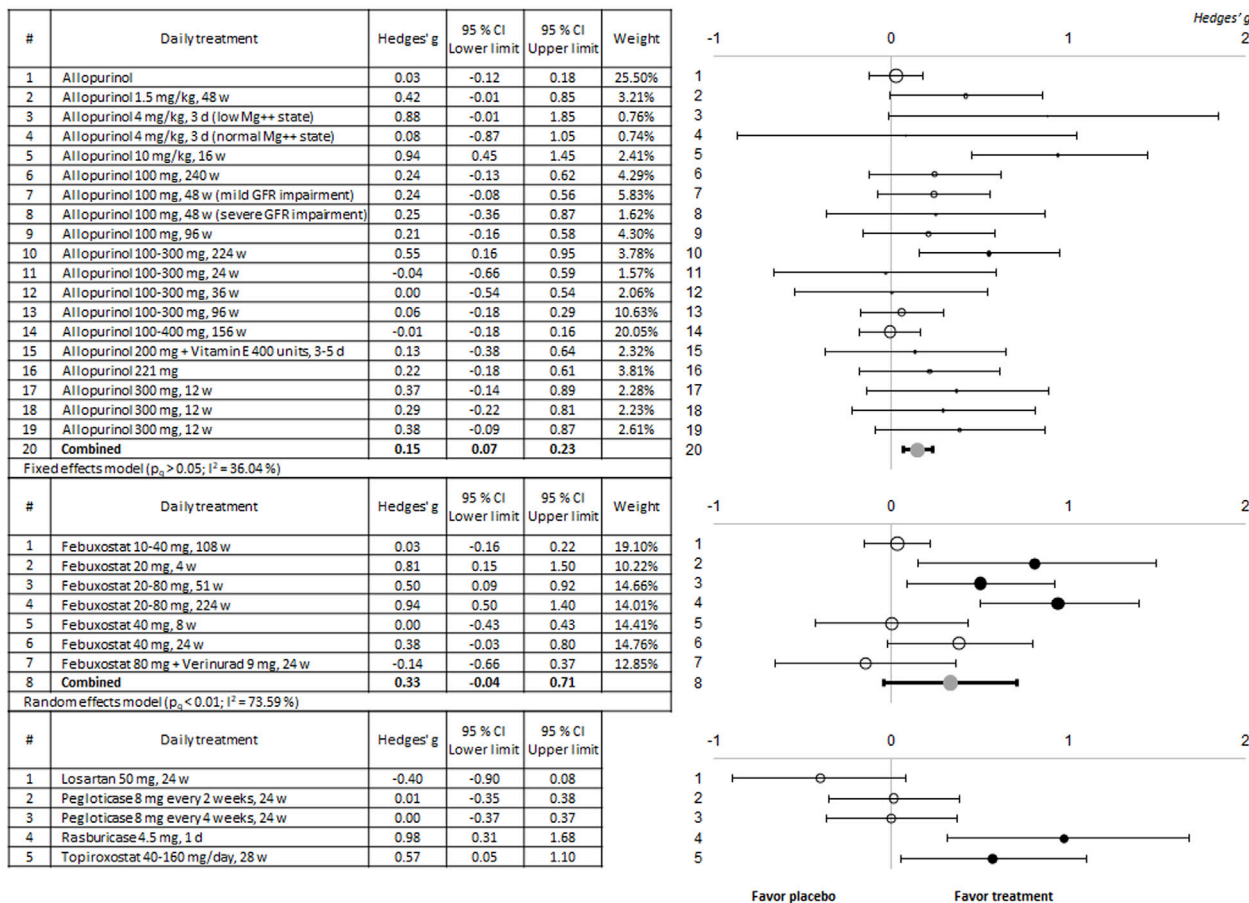 Hedges' g
# Daily treatment Hedges' g 95 % CI Lower limit 95 % CI Upper limit Weight
-1 0 1 2
1 Allopurinol 0.03 -0.12 0.18 25.50% 1
2 Allopurinol 1.5 mg/kg, 48 w 0.42 -0.01 0.85 3.21% 2
3 Allopurinol 4 mg/kg, 3 d (low Mg++ state) 0.88 -0.01 1.85 0.76% 3
4 Allopurinol 4 mg/kg, 3 d (normal Mg++ state) 0.08 -0.87 1.05 0.74% 4
5 Allopurinol 10 mg/kg, 16 w 0.94 0.45 1.45 2.41% 5
6 Allopurinol 100 mg, 240 w 0.24 -0.13 0.62 4.29% 6
7 Allopurinol 100 mg, 48 w (mild GFR impairment) 0.24 -0.08 0.56 5.83% 7
8 Allopurinol 100 mg, 48 w (severe GFR impairment) 0.25 -0.36 0.87 1.62% 8
9 Allopurinol 100 mg, 96 w 0.21 -0.16 0.58 4.30% 9
10 Allopurinol 100-300 mg, 224 w 0.55 0.16 0.95 3.78% 10
11 Allopurinol 100-300 mg, 24 w -0.04 -0.66 0.59 1.57% 11
12 Allopurinol 100-300 mg, 36 w 0.00 -0.54 0.54 2.06% 12
13 Allopurinol 100-300 mg, 96 w 0.06 -0.18 0.29 10.63% 13
14 Allopurinol 100-400 mg, 156 w -0.01 -0.18 0.16 20.05% 14
15 Allopurinol 200 mg + Vitamin E 400 units, 3-5 d 0.13 -0.38 0.64 2.32% 15
16 Allopurinol 221 mg 0.22 -0.18 0.61 3.81% 16
17 Allopurinol 300 mg, 12 w 0.37 -0.14 0.89 2.28% 17
18 Allopurinol 300 mg, 12 w 0.29 -0.22 0.81 2.23% 18
19 Allopurinol 300 mg, 12 w 0.38 -0.09 0.87 2.61% 19
20 Combined 0.15 0.07 0.23 20
Fixed effects model (pq > 0.05; I² = 36.04 %)
# Daily treatment Hedges' g 95 % CI Lower limit 95 % CI Upper limit Weight
-1 0 1 2
1 Febuxostat 10-40 mg, 108 w 0.03 -0.16 0.22 19.10% 1
2 Febuxostat 20 mg, 4 w 0.81 0.15 1.50 10.22% 2
3 Febuxostat 20-80 mg, 51 w 0.50 0.09 0.92 14.66% 3
4 Febuxostat 20-80 mg, 224 w 0.94 0.50 1.40 14.01% 4
5 Febuxostat 40 mg, 8 w 0.00 -0.43 0.43 14.41% 5
6 Febuxostat 40 mg, 24 w 0.38 -0.03 0.80 14.76% 6
7 Febuxostat 80 mg + Verinurad 9 mg, 24 w -0.14 -0.66 0.37 12.85% 7
8 Combined 0.33 -0.04 0.71 8
Random effects model (pq < 0.01; I² = 73.59 %)
# Daily treatment Hedges' g 95 % CI Lower limit 95 % CI Upper limit
-1 0 1 2
1 Losartan 50 mg, 24 w -0.40 -0.90 0.08 1
2 Pegloticase 8 mg every 2 weeks, 24 w 0.01 -0.35 0.38 2
3 Pegloticase 8 mg every 4 weeks, 24 w 0.00 -0.37 0.37 3
4 Rasburicase 4.5 mg, 1 d 0.98 0.31 1.68 4
5 Topiroxostat 40-160 mg/day, 28 w 0.57 0.05 1.10 5
Favor placebo Favor treatment